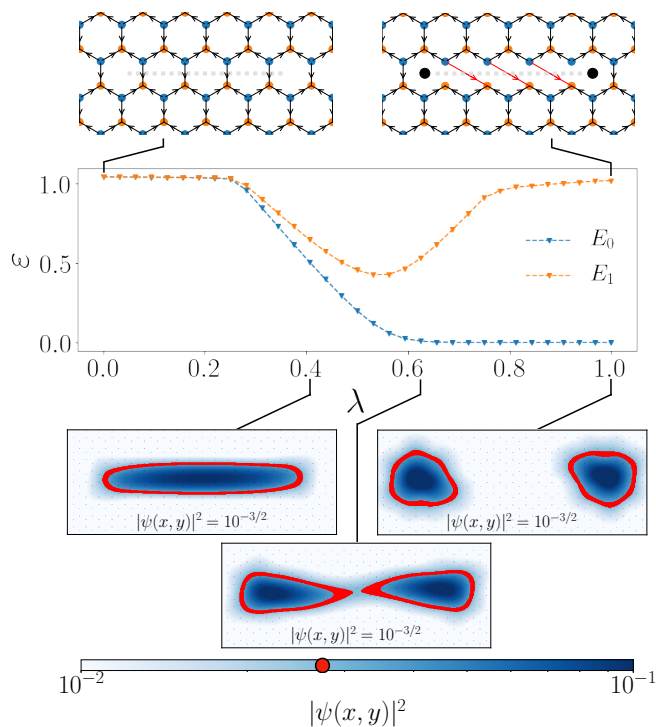 1.0
0.5
0.0
ε
E₀
E₁
0.0 0.2 0.4 0.6 0.8 1.0
λ
|ψ(x, y)|² = 10⁻³/²
|ψ(x, y)|² = 10⁻³/²
|ψ(x, y)|² = 10⁻³/²
10⁻² 10⁻¹
|ψ(x, y)|²